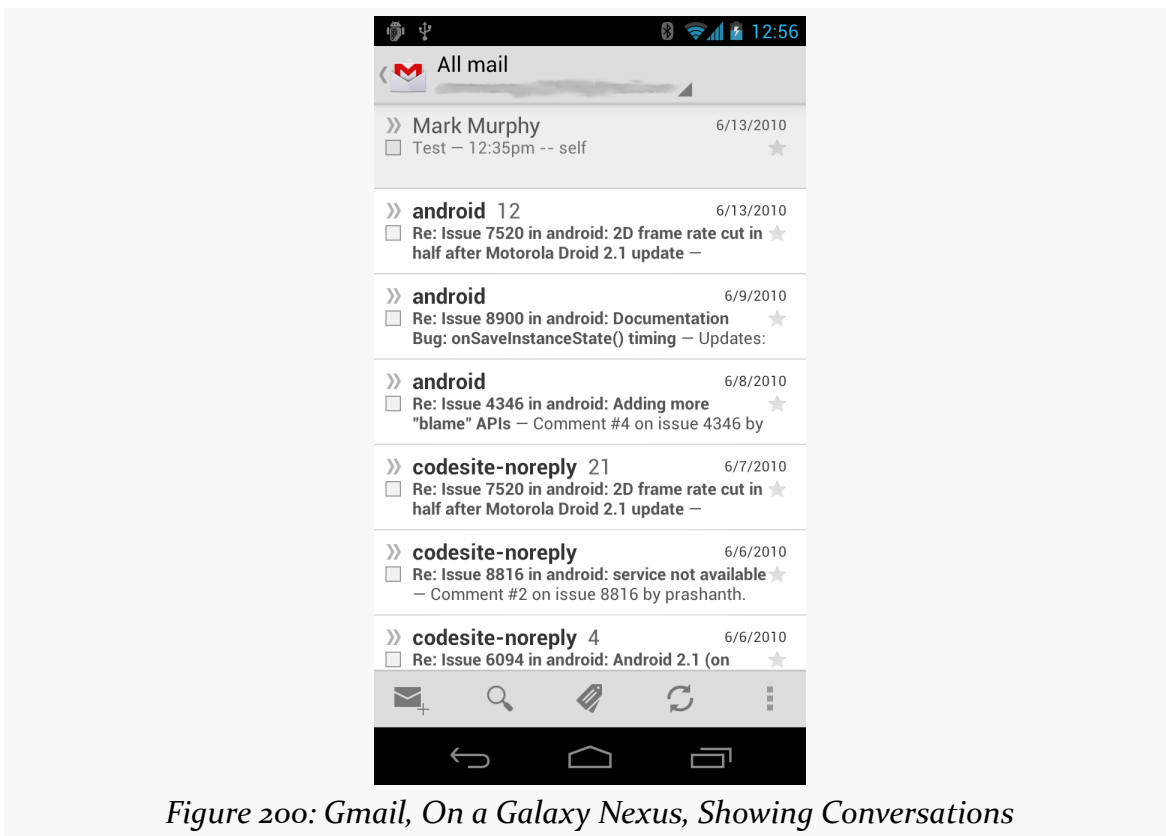 12:56
All mail
Mark Murphy 6/13/2010
Test — 12:35pm -- self
android 12 6/13/2010
Re: Issue 7520 in android: 2D frame rate cut in
half after Motorola Droid 2.1 update —
android 6/9/2010
Re: Issue 8900 in android: Documentation
Bug: onSaveInstanceState() timing — Updates:
android 6/8/2010
Re: Issue 4346 in android: Adding more
"blame" APIs — Comment #4 on issue 4346 by
codesite-noreply 21 6/7/2010
Re: Issue 7520 in android: 2D frame rate cut in
half after Motorola Droid 2.1 update —
codesite-noreply 6/6/2010
Re: Issue 8816 in android: service not available
— Comment #2 on issue 8816 by prashanth.
codesite-noreply 4 6/6/2010
Re: Issue 6094 in android: Android 2.1 (on
Figure 200: Gmail, On a Galaxy Nexus, Showing Conversations